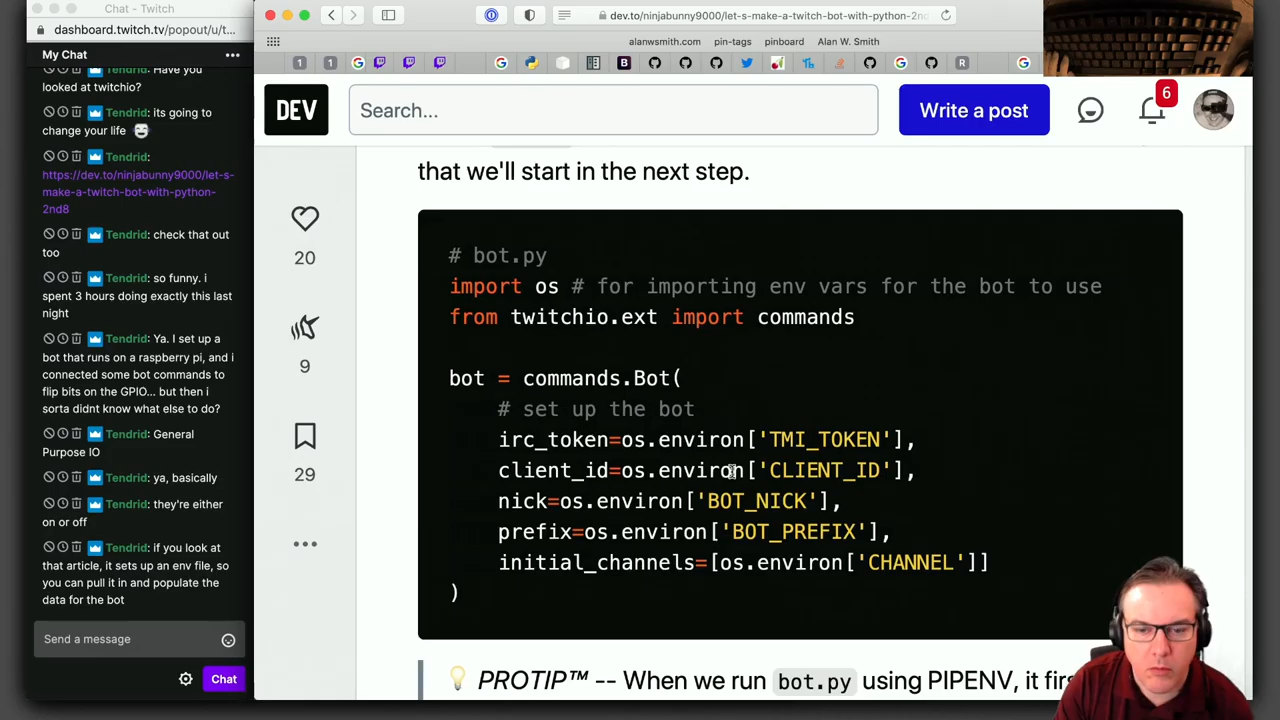 Chat - Twitch
dashboard.twitch.tv/popout/u/t...
My Chat
Tendrid: Have you
looked at twitchio?
Tendrid: its going to
change your life
Tendrid:
https://dev.to/ninjabunny9000/let-s-
make-a-twitch-bot-with-python-
2nd8
Tendrid: check that out
too
Tendrid: so funny. i
spent 3 hours doing exactly this last
night
Tendrid: Ya. I set up a
bot that runs on a raspberry pi, and i
connected some bot commands to
flip bits on the GPIO... but then i
sorta didnt know what else to do?
Tendrid: General
Purpose IO
Tendrid: ya, basically
Tendrid: they're either
on or off
Tendrid: if you look at
that article, it sets up an env file, so
you can pull it in and populate the
data for the bot
Send a message
Chat
dev.to/ninjabunny9000/let-s-make-a-twitch-bot-with-python-2nd
alanwsmith.com
pin-tags
pinboard
Alan W. Smith
DEV
Search...
Write a post
6
that we'll start in the next step.
20
9
29
# bot.py
import os # for importing env vars for the bot to use
from twitchio.ext import commands
bot = commands.Bot(
# set up the bot
irc_token=os.environ['TMI_TOKEN'],
client_id=os.environ['CLIENT_ID'],
nick=os.environ['BOT_NICK'],
prefix=os.environ['BOT_PREFIX'],
initial_channels=[os.environ['CHANNEL']]
)
PROTIP™ -- When we run bot.py using PIPENV, it